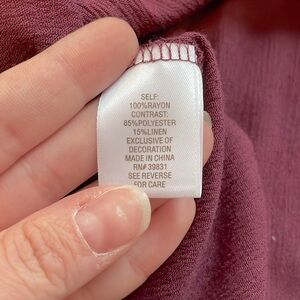 SELF:
100%RAYON
CONTRAST:
85%POLYESTER
15%LINEN
EXCLUSIVE OF
DECORATION
MADE IN CHINA
RN# 39831
SEE REVERSE
FOR CARE